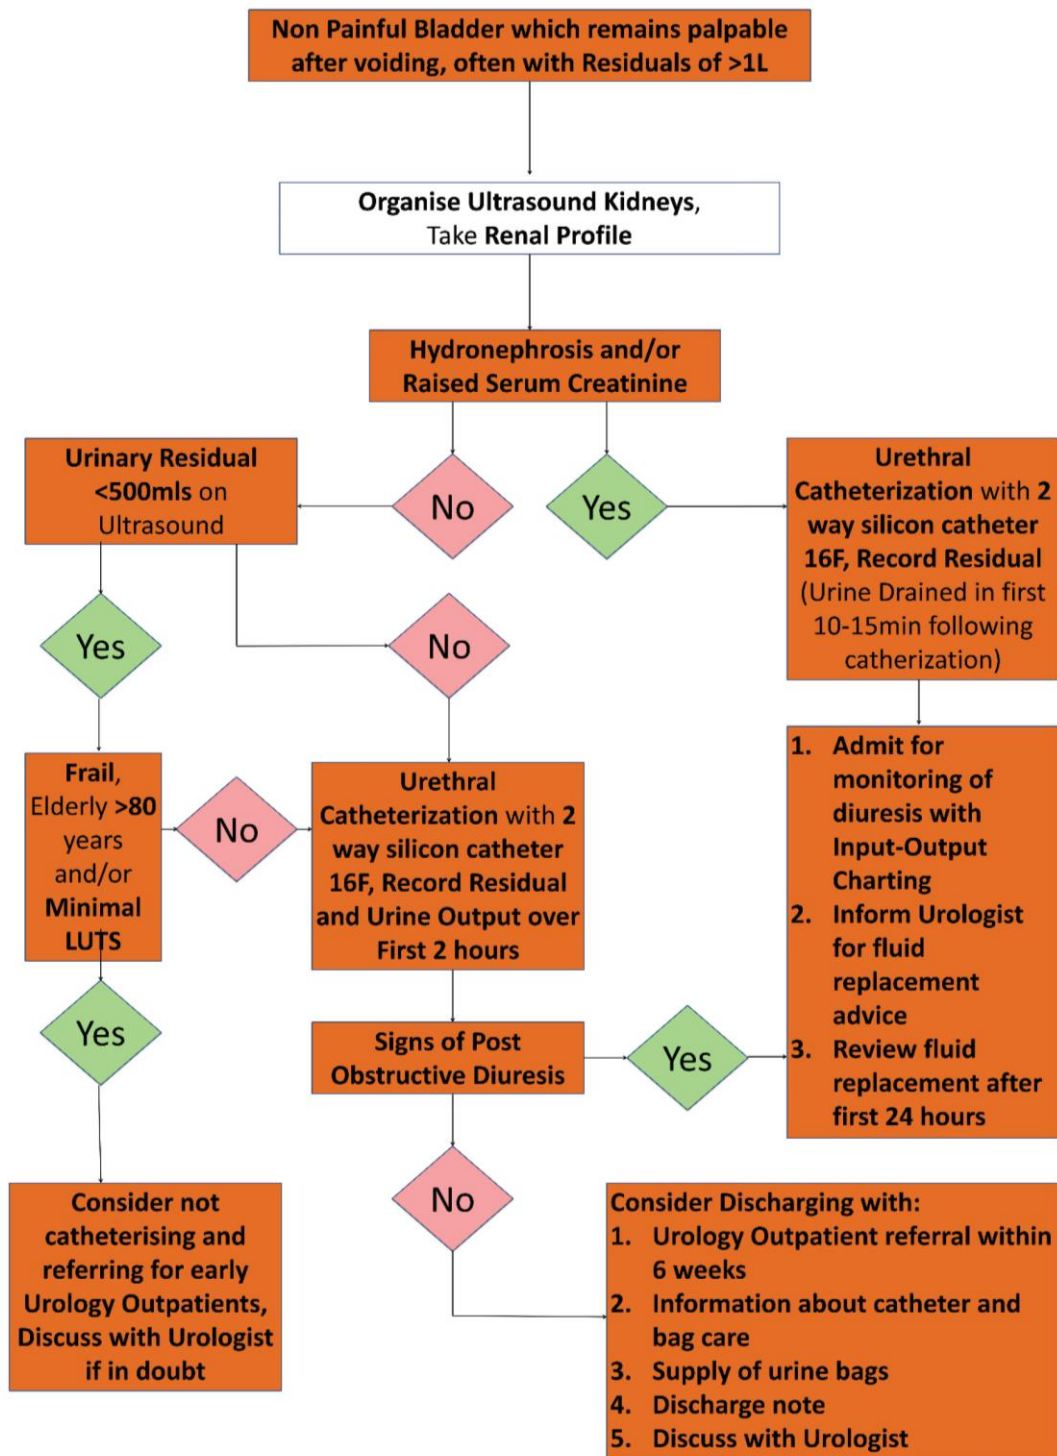 Non Painful Bladder which remains palpable
after voiding, often with Residuals of >1L
Organise Ultrasound Kidneys,
Take Renal Profile
Hydronephrosis and/or
Raised Serum Creatinine
Urinary Residual
<500mls on
Ultrasound
No
Yes
Urethral
Catheterization with 2
way silicon catheter
16F, Record Residual
(Urine Drained in first
10-15min following
catherization)
Yes
No
Frail,
Elderly >80
years
and/or
Minimal
LUTS
No
Urethral
Catheterization with 2
way silicon catheter
16F, Record Residual
and Urine Output over
First 2 hours
1. Admit for
monitoring of
diuresis with
Input-Output
Charting
2. Inform Urologist
for fluid
replacement
advice
3. Review fluid
replacement after
first 24 hours
Yes
Signs of Post
Obstructive Diuresis
Yes
No
Consider not
catheterising and
referring for early
Urology Outpatients,
Discuss with Urologist
if in doubt
Consider Discharging with:
1. Urology Outpatient referral within
6 weeks
2. Information about catheter and
bag care
3. Supply of urine bags
4. Discharge note
5. Discuss with Urologist